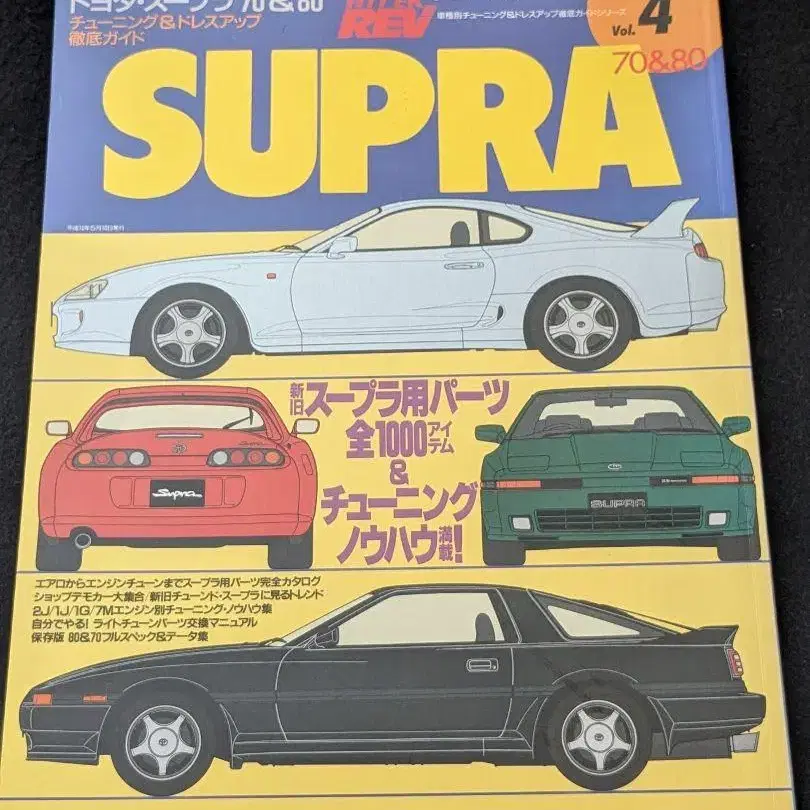 トヨタ・スープラ 70&80
チューニング&ドレスアップ
徹底ガイド
HYPER
REV
車種別チューニング&ドレスアップ徹底ガイドシリーズ
Vol. 4
70&80
SUPRA
新旧スープラ用パーツ
全1000アイテム
&
チューニング
ノウハウ満載!
Supra
Supra
SUPRA
エアロからエンジンチューンまでスープラ用パーツ完全カタログ
ショップデモカー大集合/新旧チューンド・スープラに見るトレンド
2J/1J/1G/7Mエンジン別チューニング・ノウハウ集
自分でやる! ライトチューンパーツ交換マニュアル
保存版 80&70フルスペック&データ集